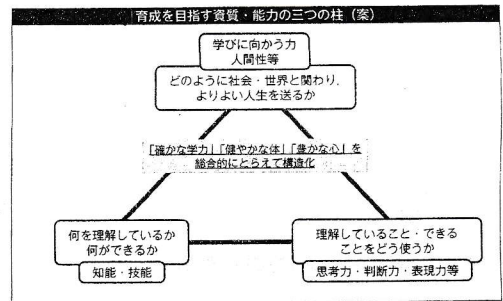 育成を目指す資質・能力の三つの柱（案）
学びに向かう力
人間性等
どのように社会・世界と関わり，
よりよい人生を送るか
「確かな学力」「健やかな体」「豊かな心」を
総合的にとらえて構造化
何を理解しているか
何ができるか
知能・技能
理解していること・できる
ことをどう使うか
思考力・判断力・表現力等